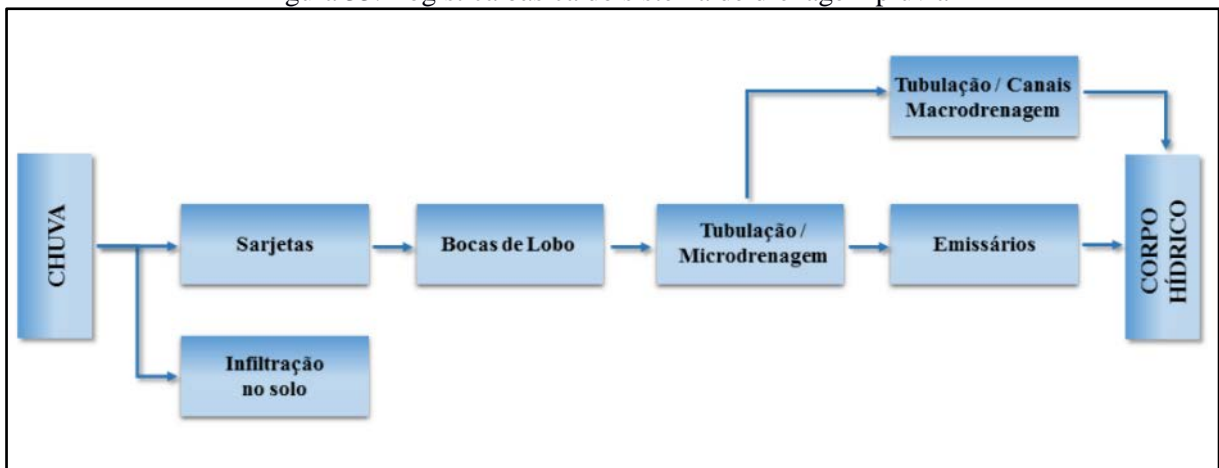 CHUVA
Sarjetas
Infiltração
no solo
Bocas de Lobo
Tubulação /
Microdrenagem
Tubulação / Canais
Macrodrenagem
Emissários
CORPO
HÍDRICO